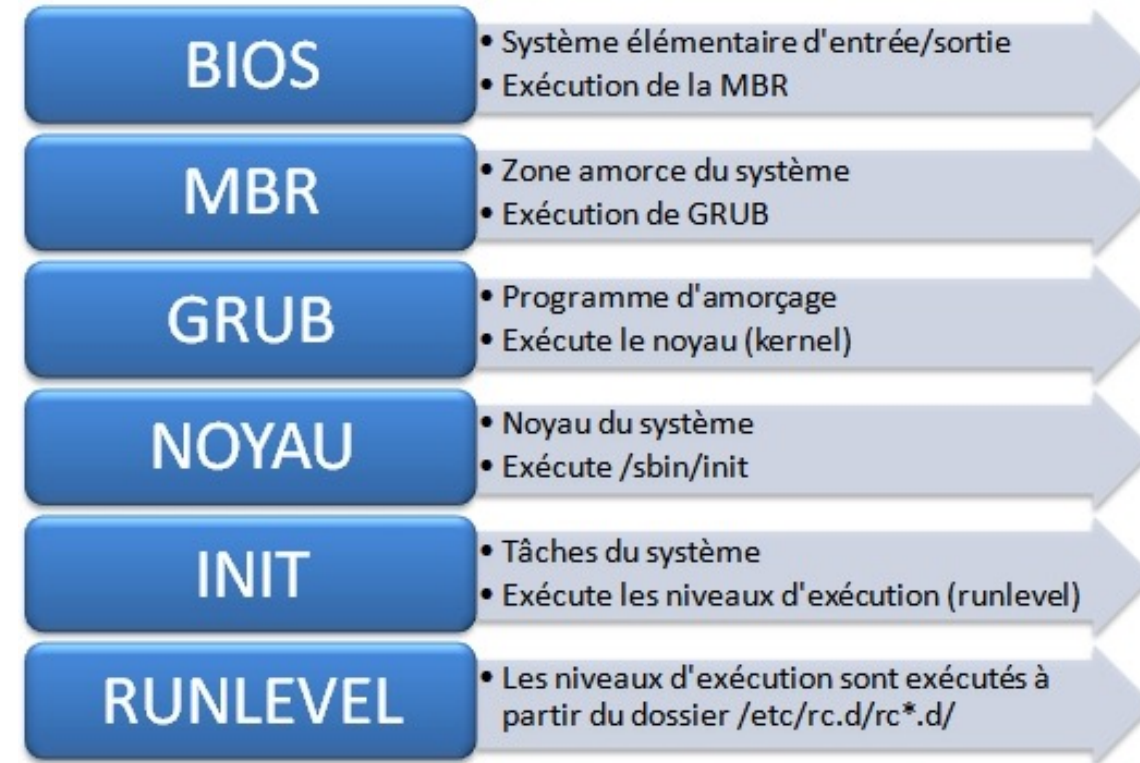 BIOS
• Système élémentaire d'entrée/sortie
• Exécution de la MBR
MBR
• Zone amorce du système
• Exécution de GRUB
GRUB
• Programme d'amorçage
• Exécute le noyau (kernel)
NOYAU
• Noyau du système
• Exécute /sbin/init
INIT
• Tâches du système
• Exécute les niveaux d'exécution (runlevel)
RUNLEVEL
• Les niveaux d'exécution sont exécutés à
partir du dossier /etc/rc.d/rc*.d/